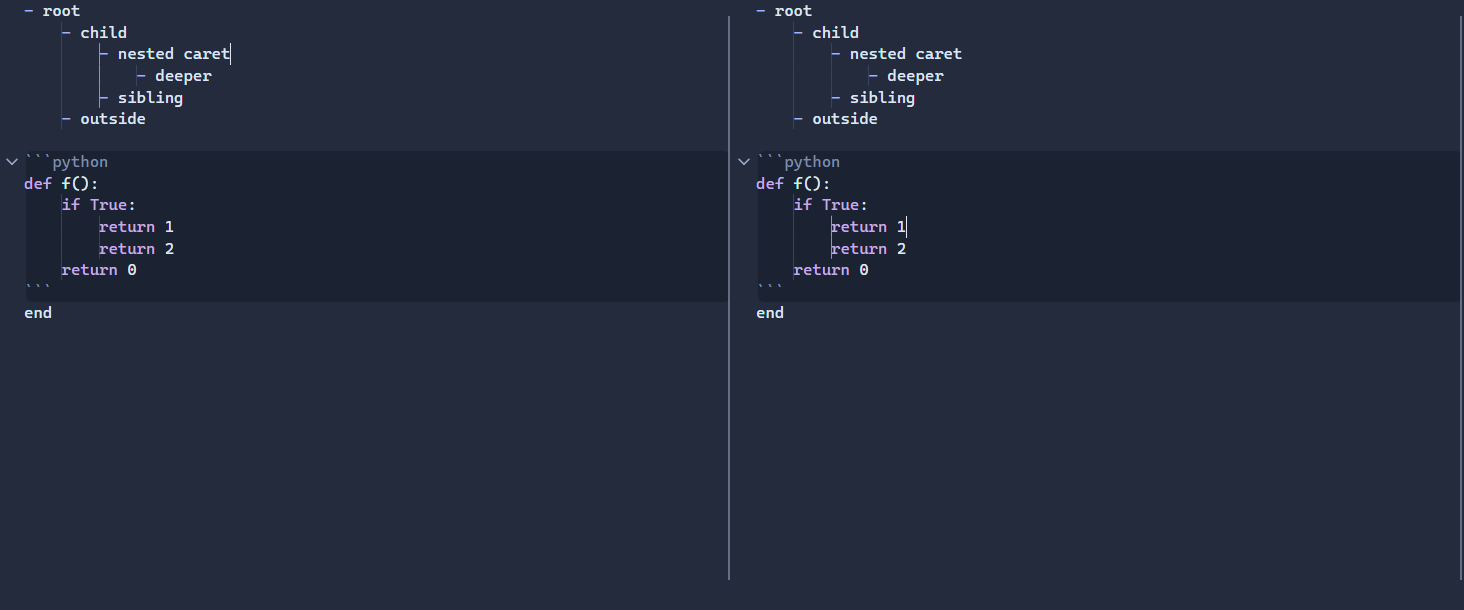 - root
    - child
        - nested caret
            - deeper
        - sibling
    - outside

```python
def f():
    if True:
        return 1
        return 2
    return 0
```
end

- root
    - child
        - nested caret
            - deeper
        - sibling
    - outside

```python
def f():
    if True:
        return 1
        return 2
    return 0
```
end